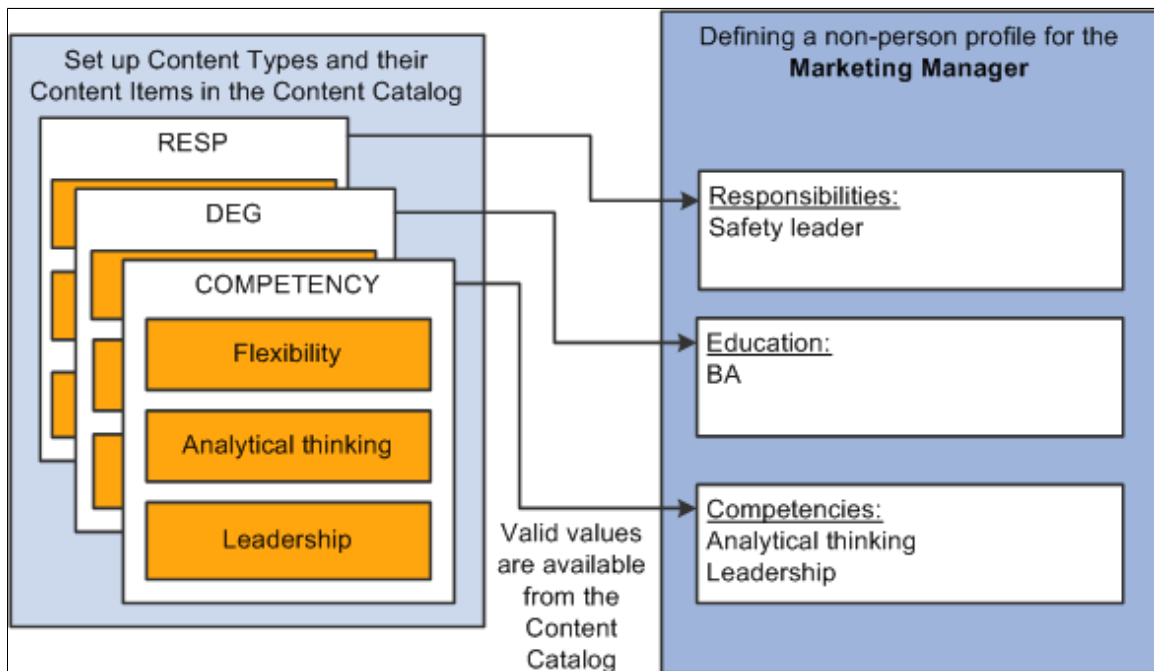 Set up Content Types and their
Content Items in the Content Catalog
RESP
DEG
COMPETENCY
Flexibility
Analytical thinking
Leadership
Valid values
are available
from the
Content
Catalog
Defining a non-person profile for the
Marketing Manager
Responsibilities:
Safety leader
Education:
BA
Competencies:
Analytical thinking
Leadership